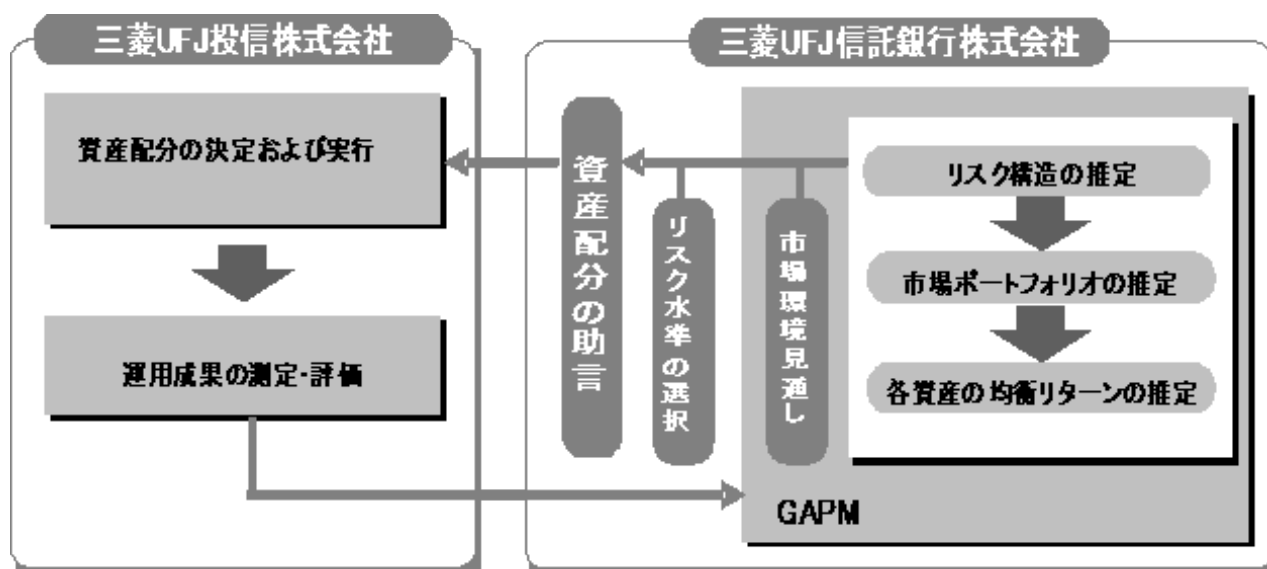 三菱UFJ投信株式会社
資産配分の決定および実行
運用成果の測定・評価
三菱UFJ信託銀行株式会社
資産配分の助言
リスク水準の選択
市場環境見通し
リスク構造の推定
市場ポートフォリオの推定
各資産の均衡リターンの推定
GAPM